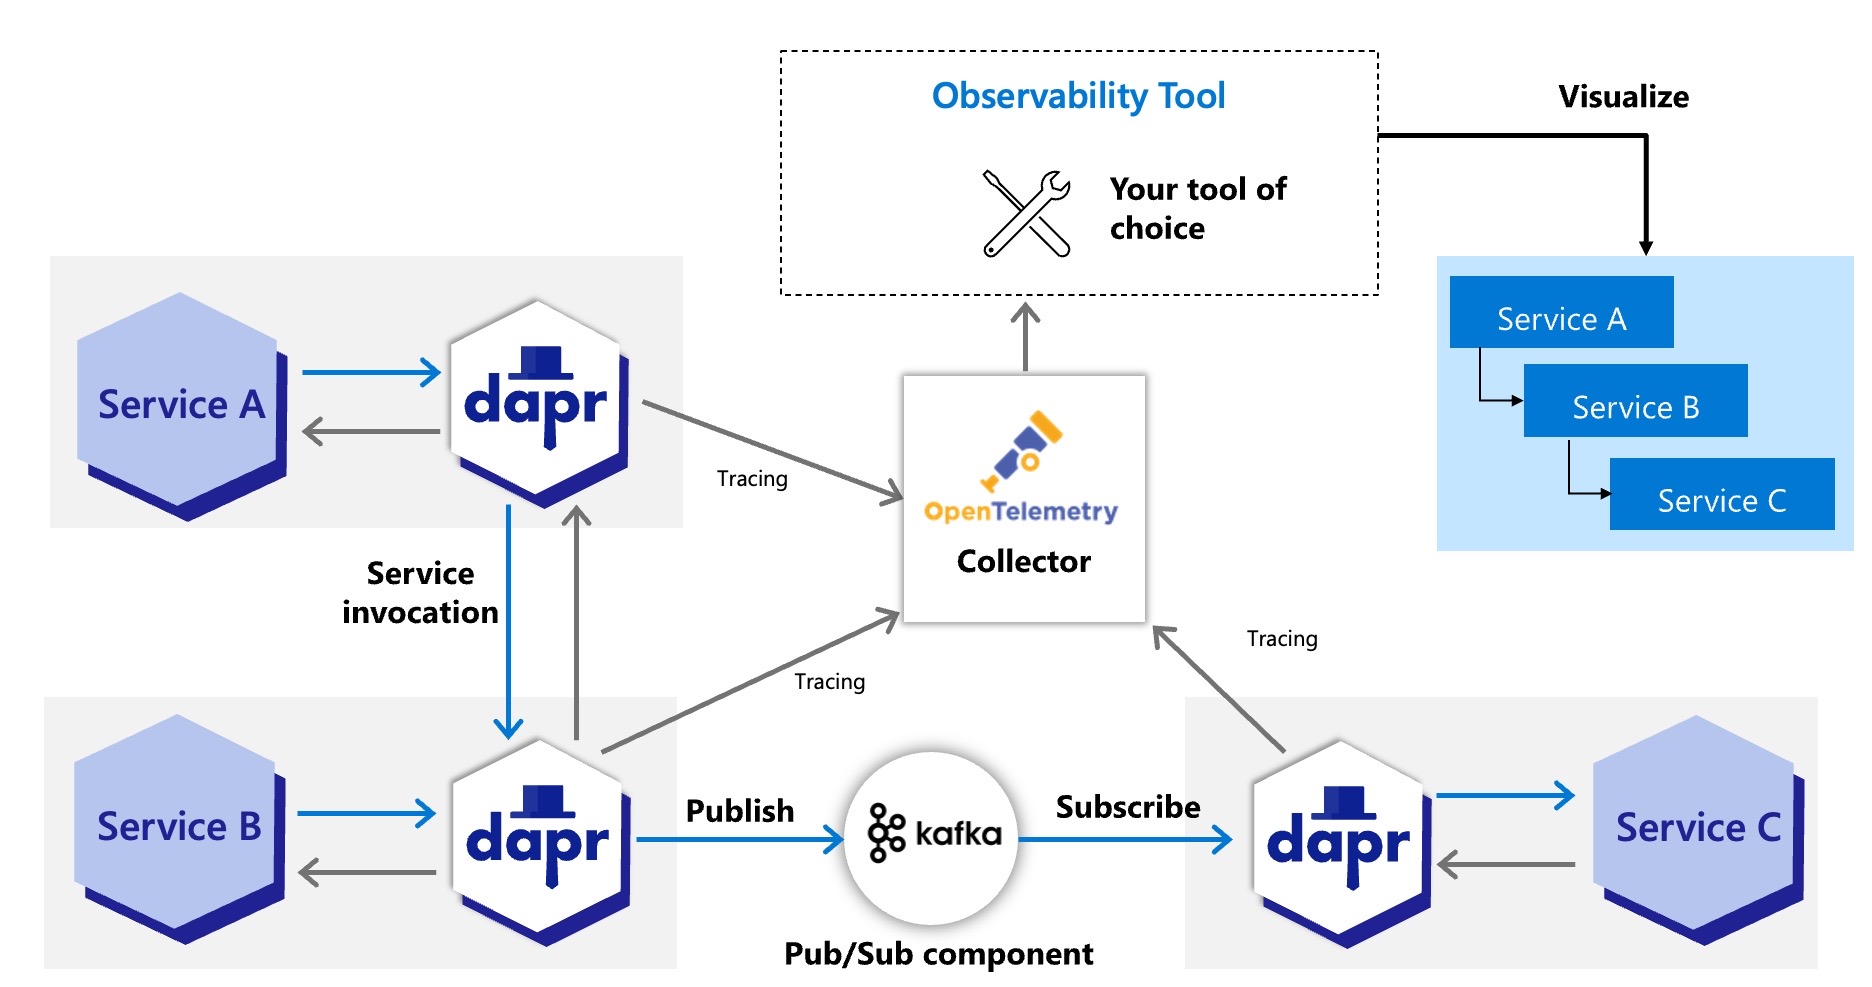 Observability Tool
Your tool of
choice
Visualize
Service A
Service B
Service C
Service A
dapr
Tracing
OpenTelemetry
Collector
Service
invocation
Tracing
Tracing
Service B
dapr
Publish
kafka
Subscribe
dapr
Service C
Pub/Sub component